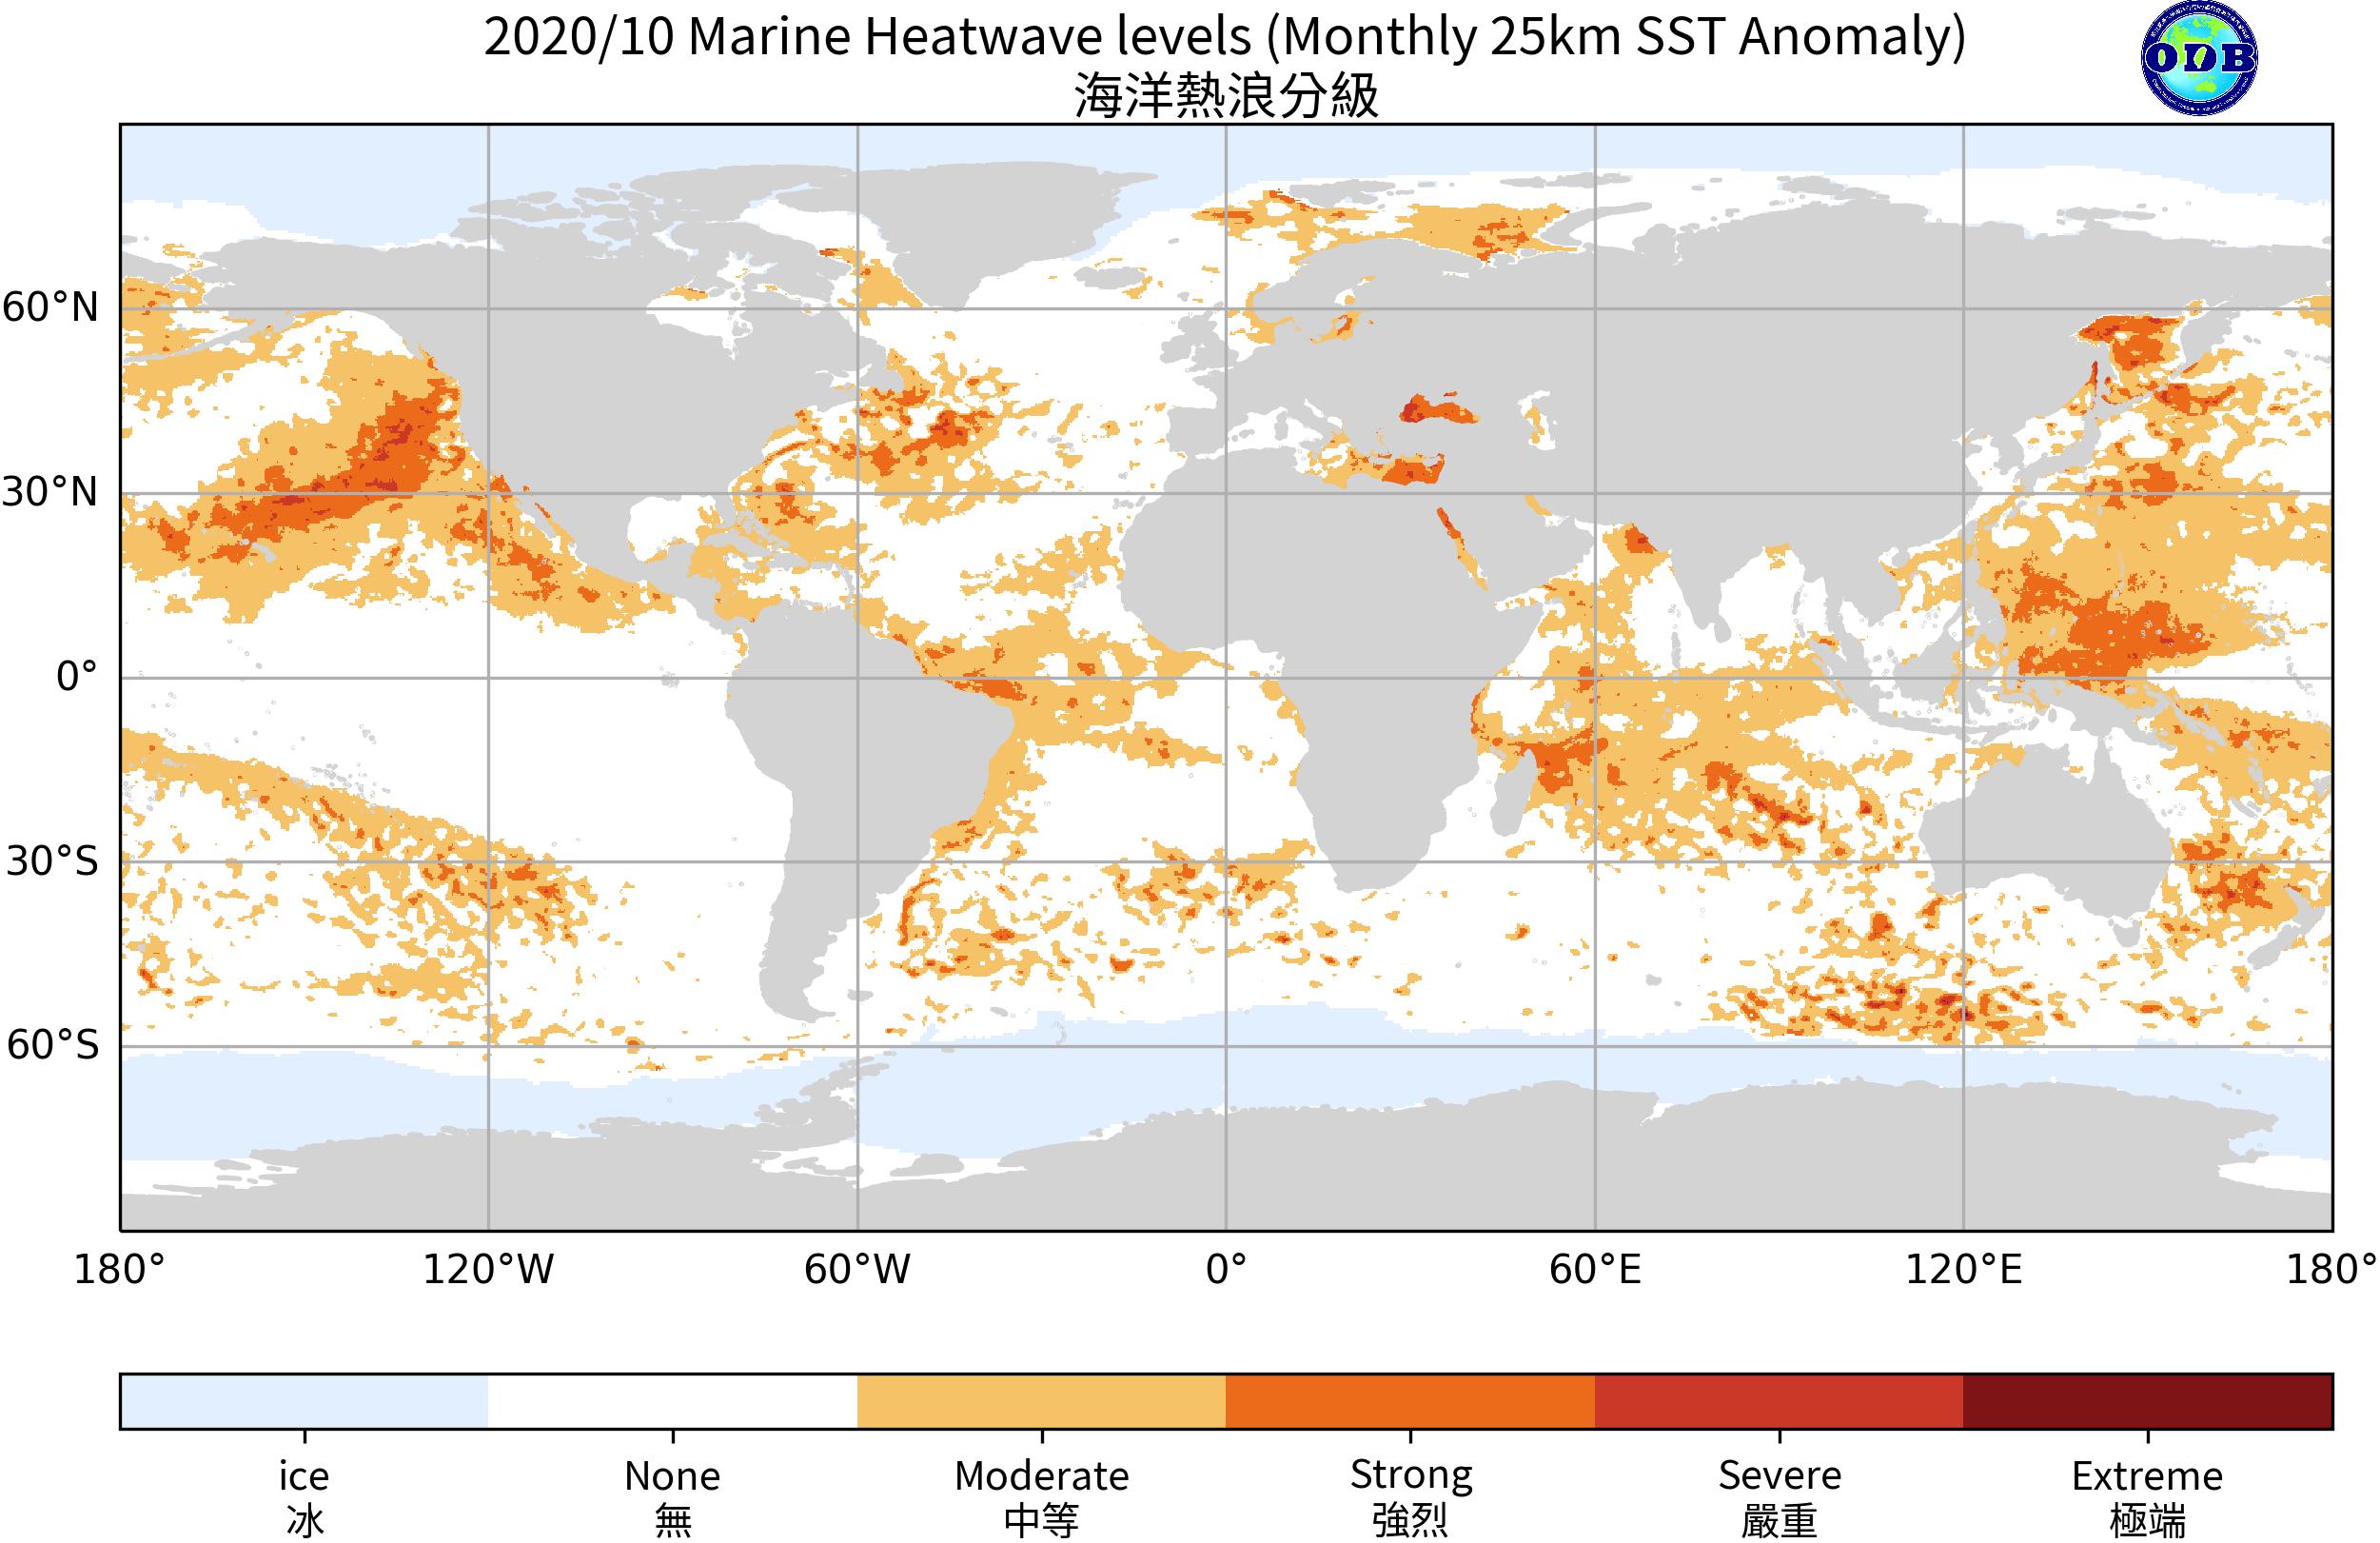 2020/10 Marine Heatwave levels (Monthly 25km SST Anomaly)
海洋熱浪分級
ODB
60°N
30°N
0°
30°S
60°S
180° 120°W 60°W 0° 60°E 120°E 180°
ice None Moderate Strong Severe Extreme
冰 無 中等 強烈 嚴重 極端